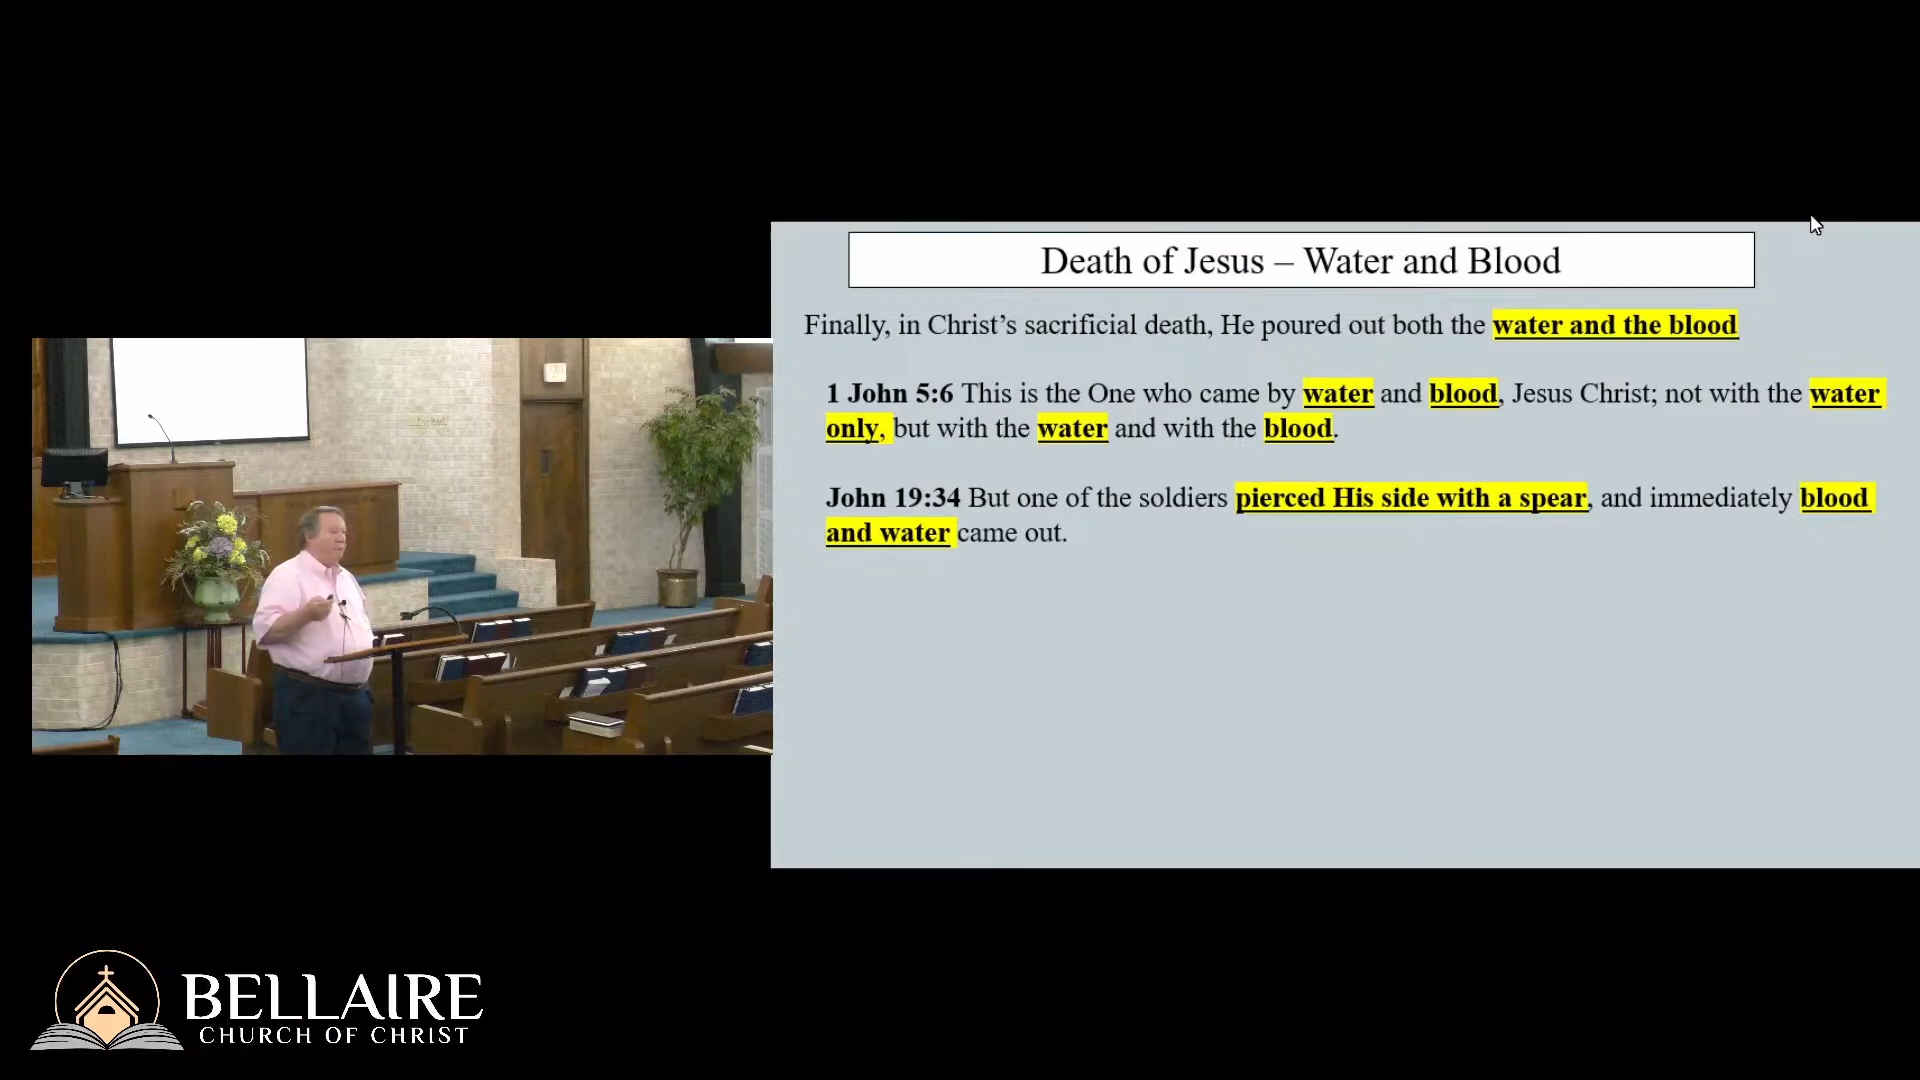 Death of Jesus – Water and Blood
Finally, in Christ’s sacrificial death, He poured out both the water and the blood
1 John 5:6 This is the One who came by water and blood, Jesus Christ; not with the water
only, but with the water and with the blood.
John 19:34 But one of the soldiers pierced His side with a spear, and immediately blood
and water came out.
BELLAIRE
CHURCH OF CHRIST